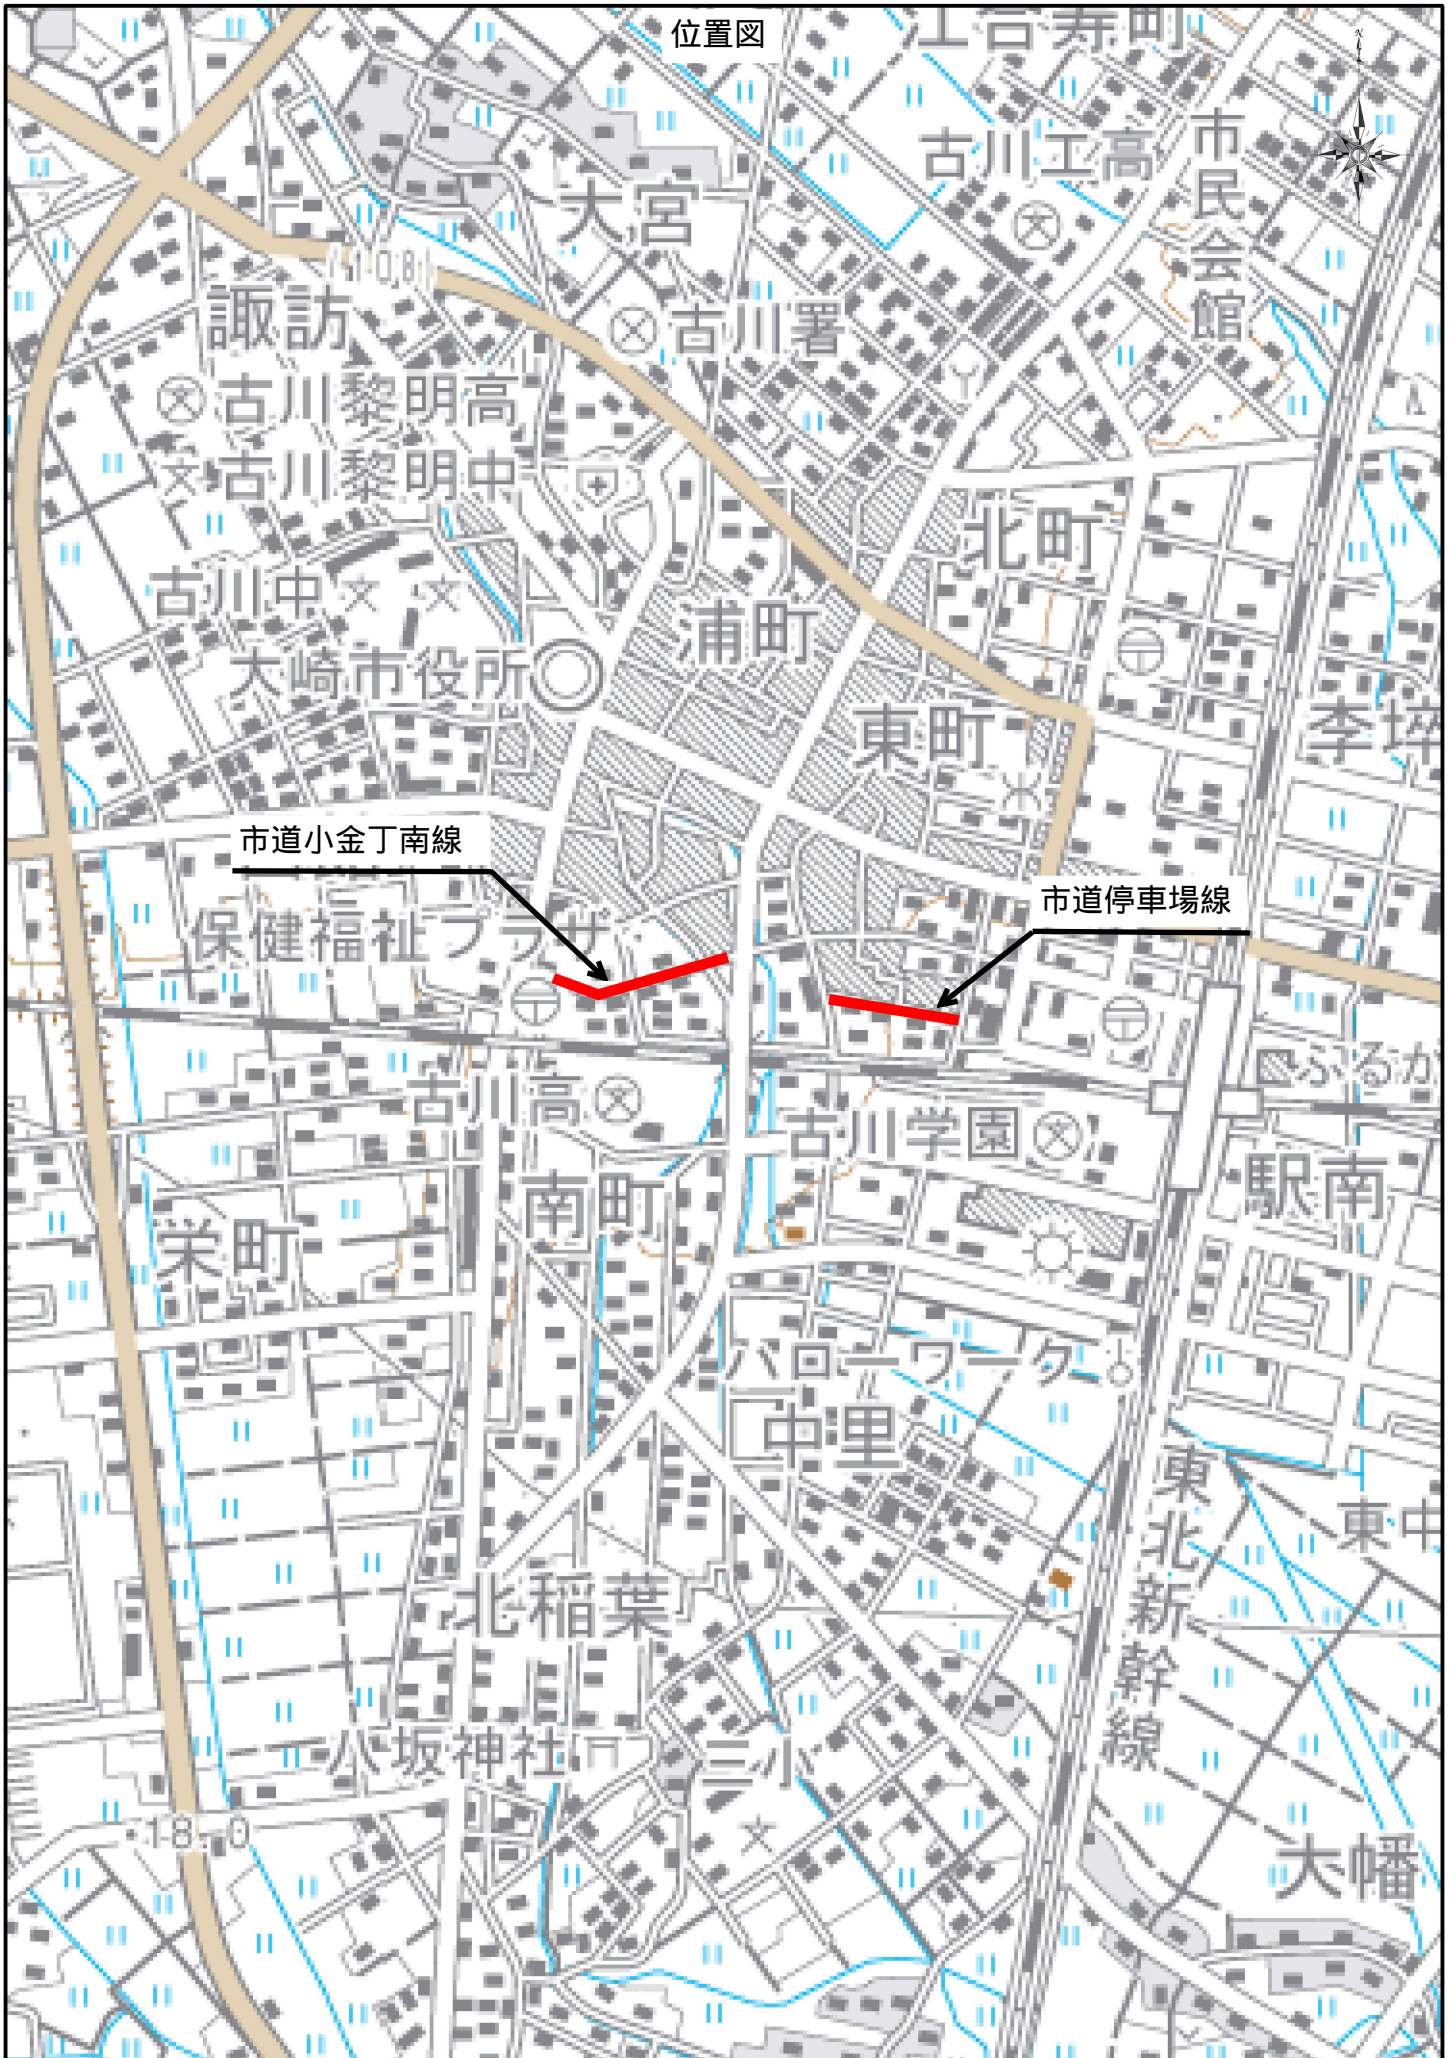 位置図
上古寿町
古川工高
市民会館
大宮
108
諏訪
古川署
古川黎明高
古川黎明中
北町
古川中
浦町
大崎市役所
東町
李埣
市道小金丁南線
市道停車場線
保健福祉プラザ
ふるか
古川高
古川学園
駅南
南町
栄町
ハローワーク
中里
東北新幹線
東中
北稲葉
八坂神社
三小
18.0
大幡